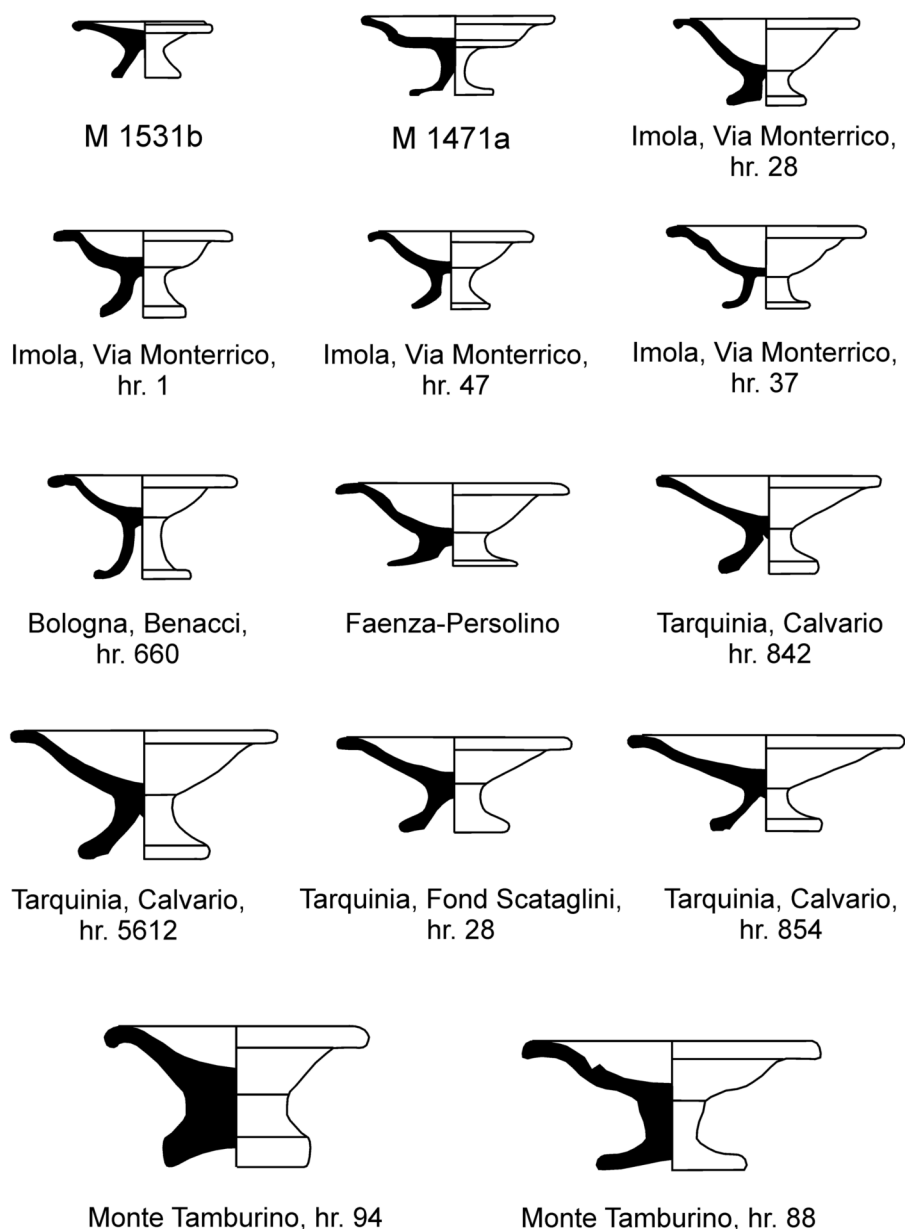 M 1531b
M 1471a
Imola, Via Monterrico,
hr. 28
Imola, Via Monterrico,
hr. 1
Imola, Via Monterrico,
hr. 47
Imola, Via Monterrico,
hr. 37
Bologna, Benacci,
hr. 660
Faenza-Persolino
Tarquinia, Calvario
hr. 842
Tarquinia, Calvario,
hr. 5612
Tarquinia, Fond Scataglini,
hr. 28
Tarquinia, Calvario,
hr. 854
Monte Tamburino, hr. 94
Monte Tamburino, hr. 88